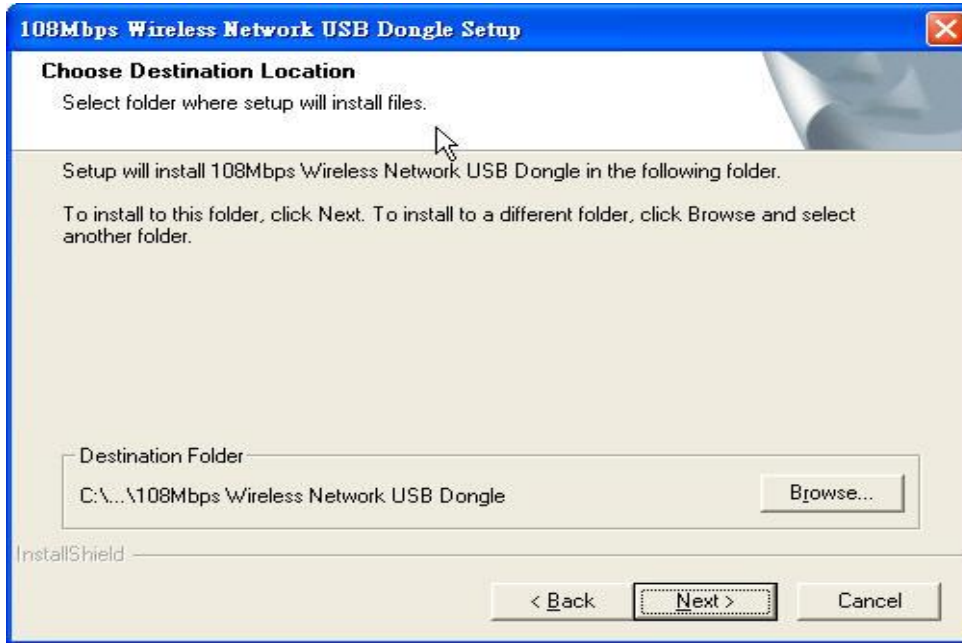 108Mbps Wireless Network USB Dongle Setup
Choose Destination Location
Select folder where setup will install files.
Setup will install 108Mbps Wireless Network USB Dongle in the following folder.
To install to this folder, click Next. To install to a different folder, click Browse and select
another folder.
Destination Folder
C:\...\108Mbps Wireless Network USB Dongle
Browse...
InstallShield
< Back
Next >
Cancel